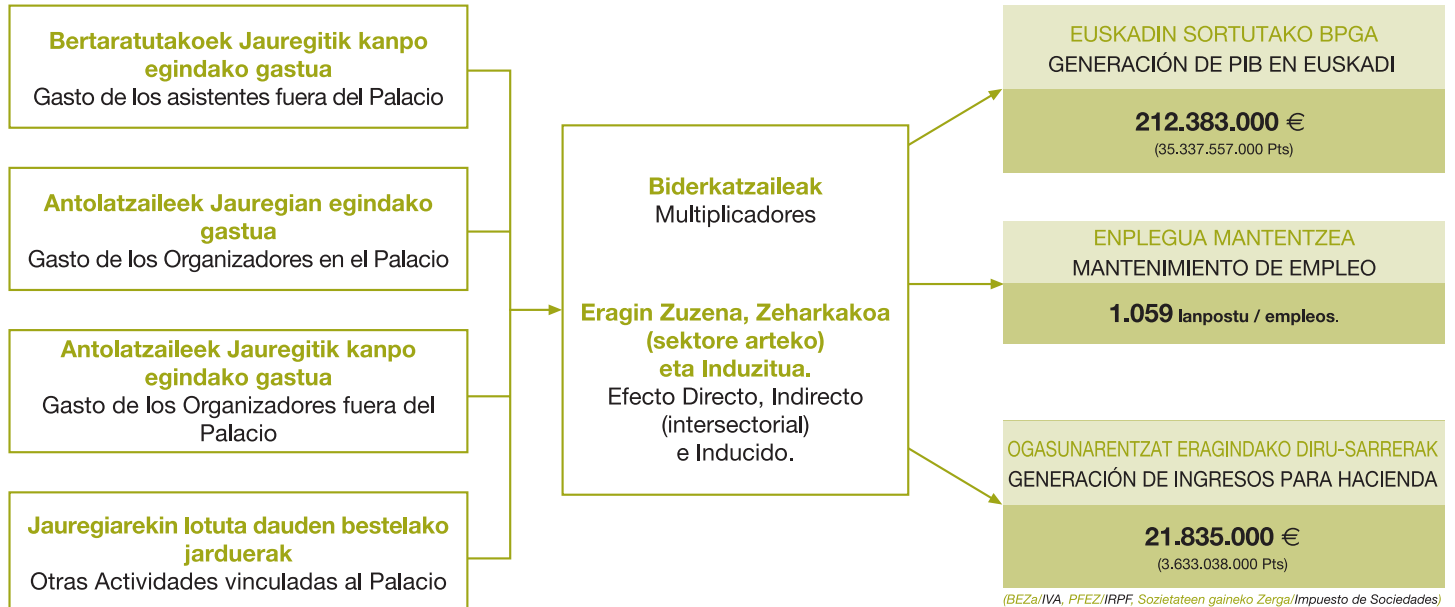 Bertaratutakoek Jauregitik kanpo
egindako gastua
Gasto de los asistentes fuera del Palacio
Antolatzaileek Jauregian egindako
gastua
Gasto de los Organizadores en el Palacio
Antolatzaileek Jauregitik kanpo
egindako gastua
Gasto de los Organizadores fuera del
Palacio
Jauregiarekin lotuta dauden bestelako
jarduerak
Otras Actividades vinculadas al Palacio
Biderkatzaileak
Multiplicadores
Eragin Zuzena, Zeharkakoa
(sektore arteko)
eta Induzitua.
Efecto Directo, Indirecto
(intersectorial)
e Inducido.
EUSKADIN SORTUTAKO BPGA
GENERACIÓN DE PIB EN EUSKADI
212.383.000 €
(35.337.557.000 Pts)
ENPLEGUA MANTENTZEA
MANTENIMIENTO DE EMPLEO
1.059 lanpostu / empleos.
OGASUNARENTZAT ERAGINDAKO DIRU-SARRERAK
GENERACIÓN DE INGRESOS PARA HACIENDA
21.835.000 €
(3.633.038.000 Pts)
(BEZa/IVA, PFEZ/IRPF, Sozietateen gaineko Zerga/Impuesto de Sociedades)